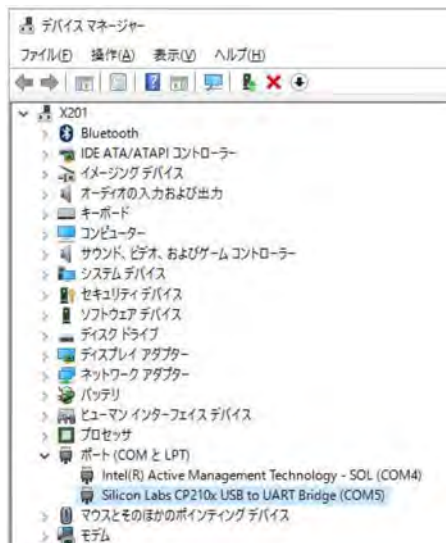 デバイス マネージャー
ファイル(F) 操作(A) 表示(V) ヘルプ(H)
X201
Bluetooth
IDE ATA/ATAPI コントローラー
イメージング デバイス
オーディオの入力および出力
キーボード
コンピューター
サウンド、ビデオ、およびゲーム コントローラー
システム デバイス
セキュリティ デバイス
ソフトウェア デバイス
ディスク ドライブ
ディスプレイ アダプター
ネットワーク アダプター
バッテリ
ヒューマン インターフェイス デバイス
プロセッサ
ポート (COM と LPT)
Intel(R) Active Management Technology - SOL (COM4)
Silicon Labs CP210x USB to UART Bridge (COM5)
マウスとそのほかのポインティング デバイス
モデム